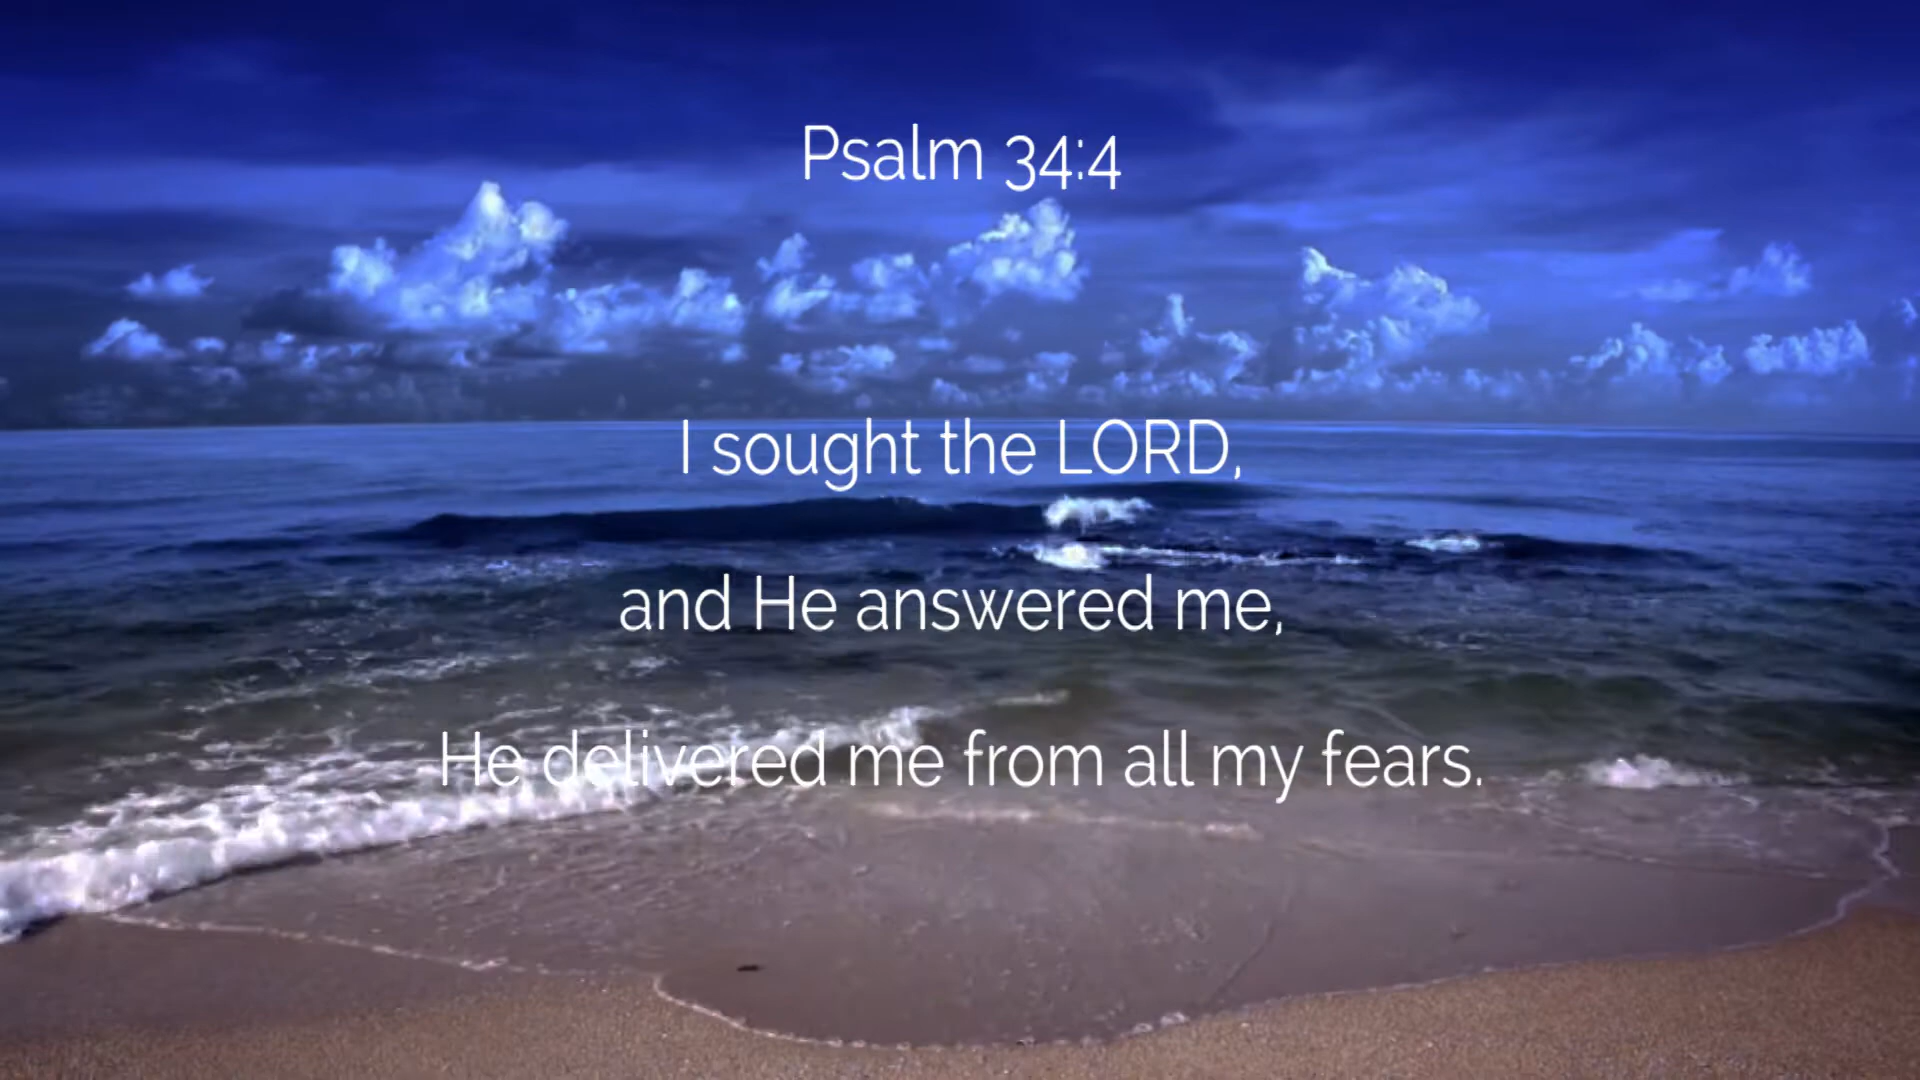 Psalm 34:4
I sought the LORD,
and He answered me,
He delivered me from all my fears.